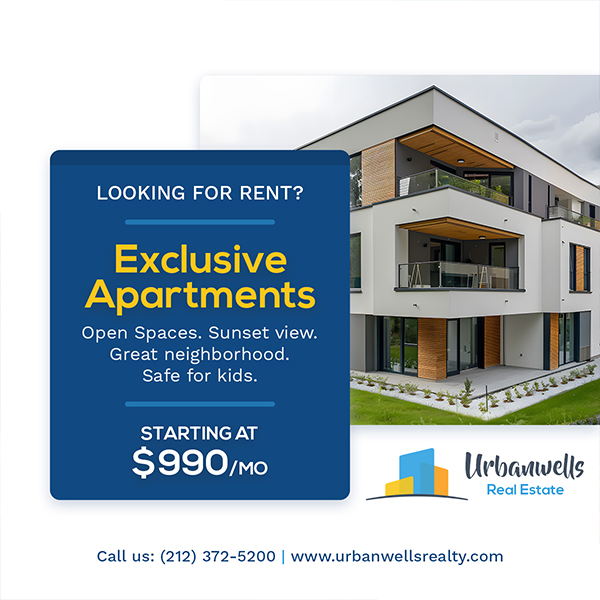 LOOKING FOR RENT?
Exclusive
Apartments
Open Spaces. Sunset view.
Great neighborhood.
Safe for kids.
STARTING AT
$990/MO
Urbanwells
Real Estate
Call us: (212) 372-5200 | www.urbanwellsrealty.com